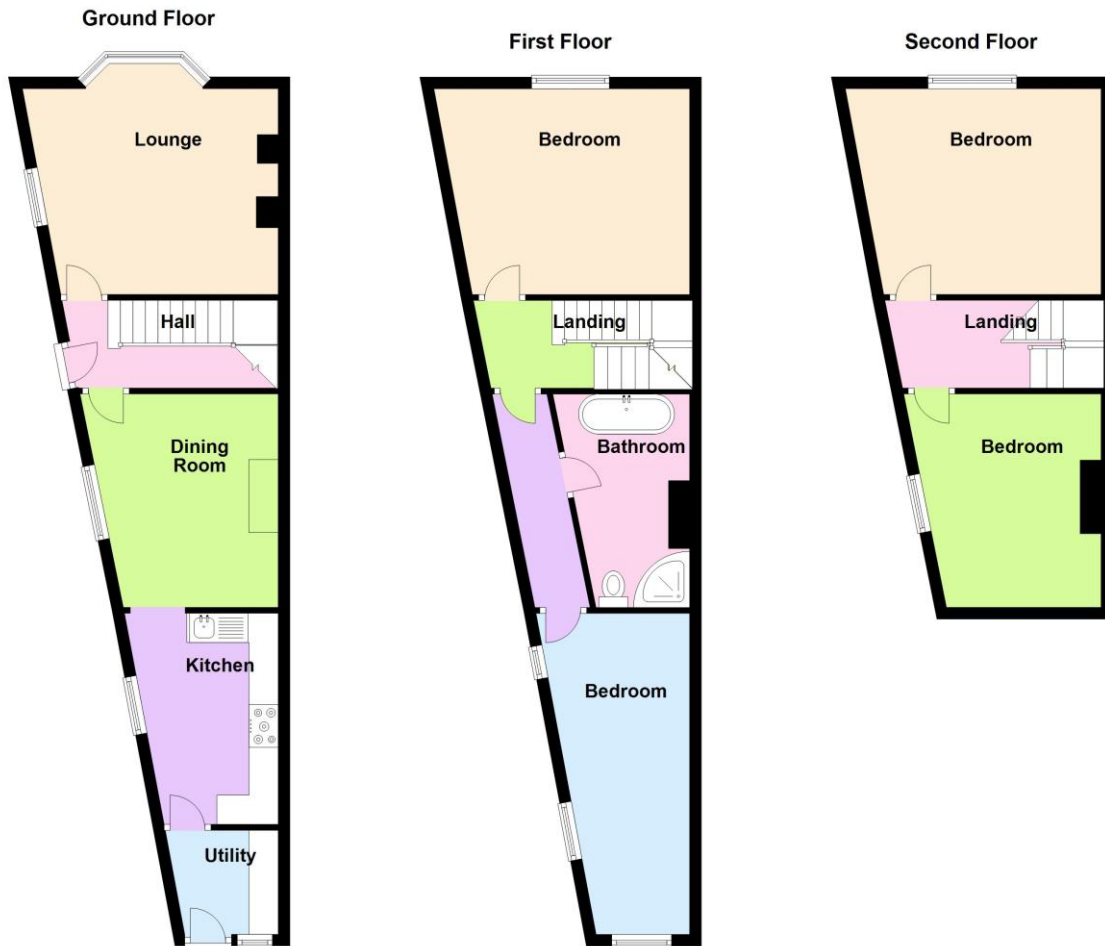 Ground Floor
Lounge
Hall
Dining
Room
Kitchen
Utility
First Floor
Bedroom
Landing
Bathroom
Bedroom
Second Floor
Bedroom
Landing
Bedroom